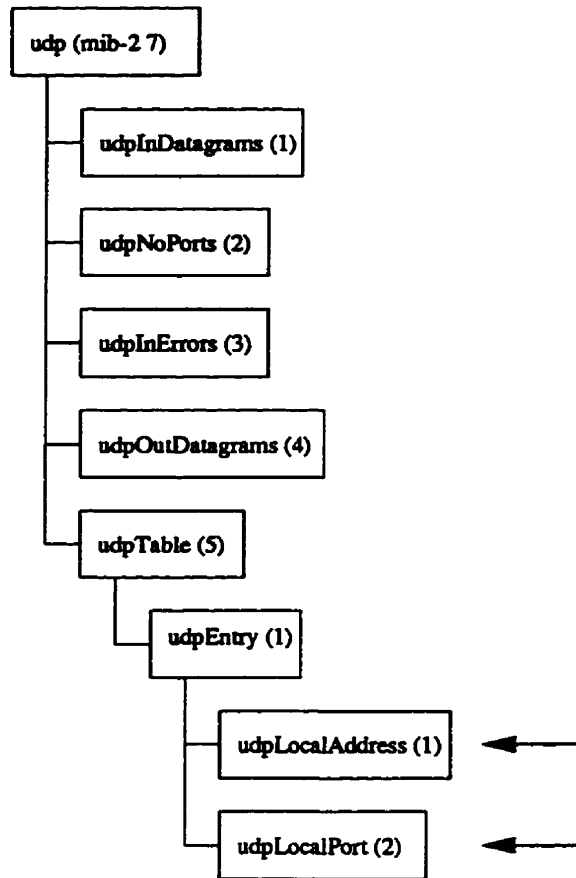 udp (mib-2 7)
udpInDatagrams (1)
udpNoPorts (2)
udpInErrors (3)
udpOutDatagrams (4)
udpTable (5)
udpEntry (1)
udpLocalAddress (1)
udpLocalPort (2)